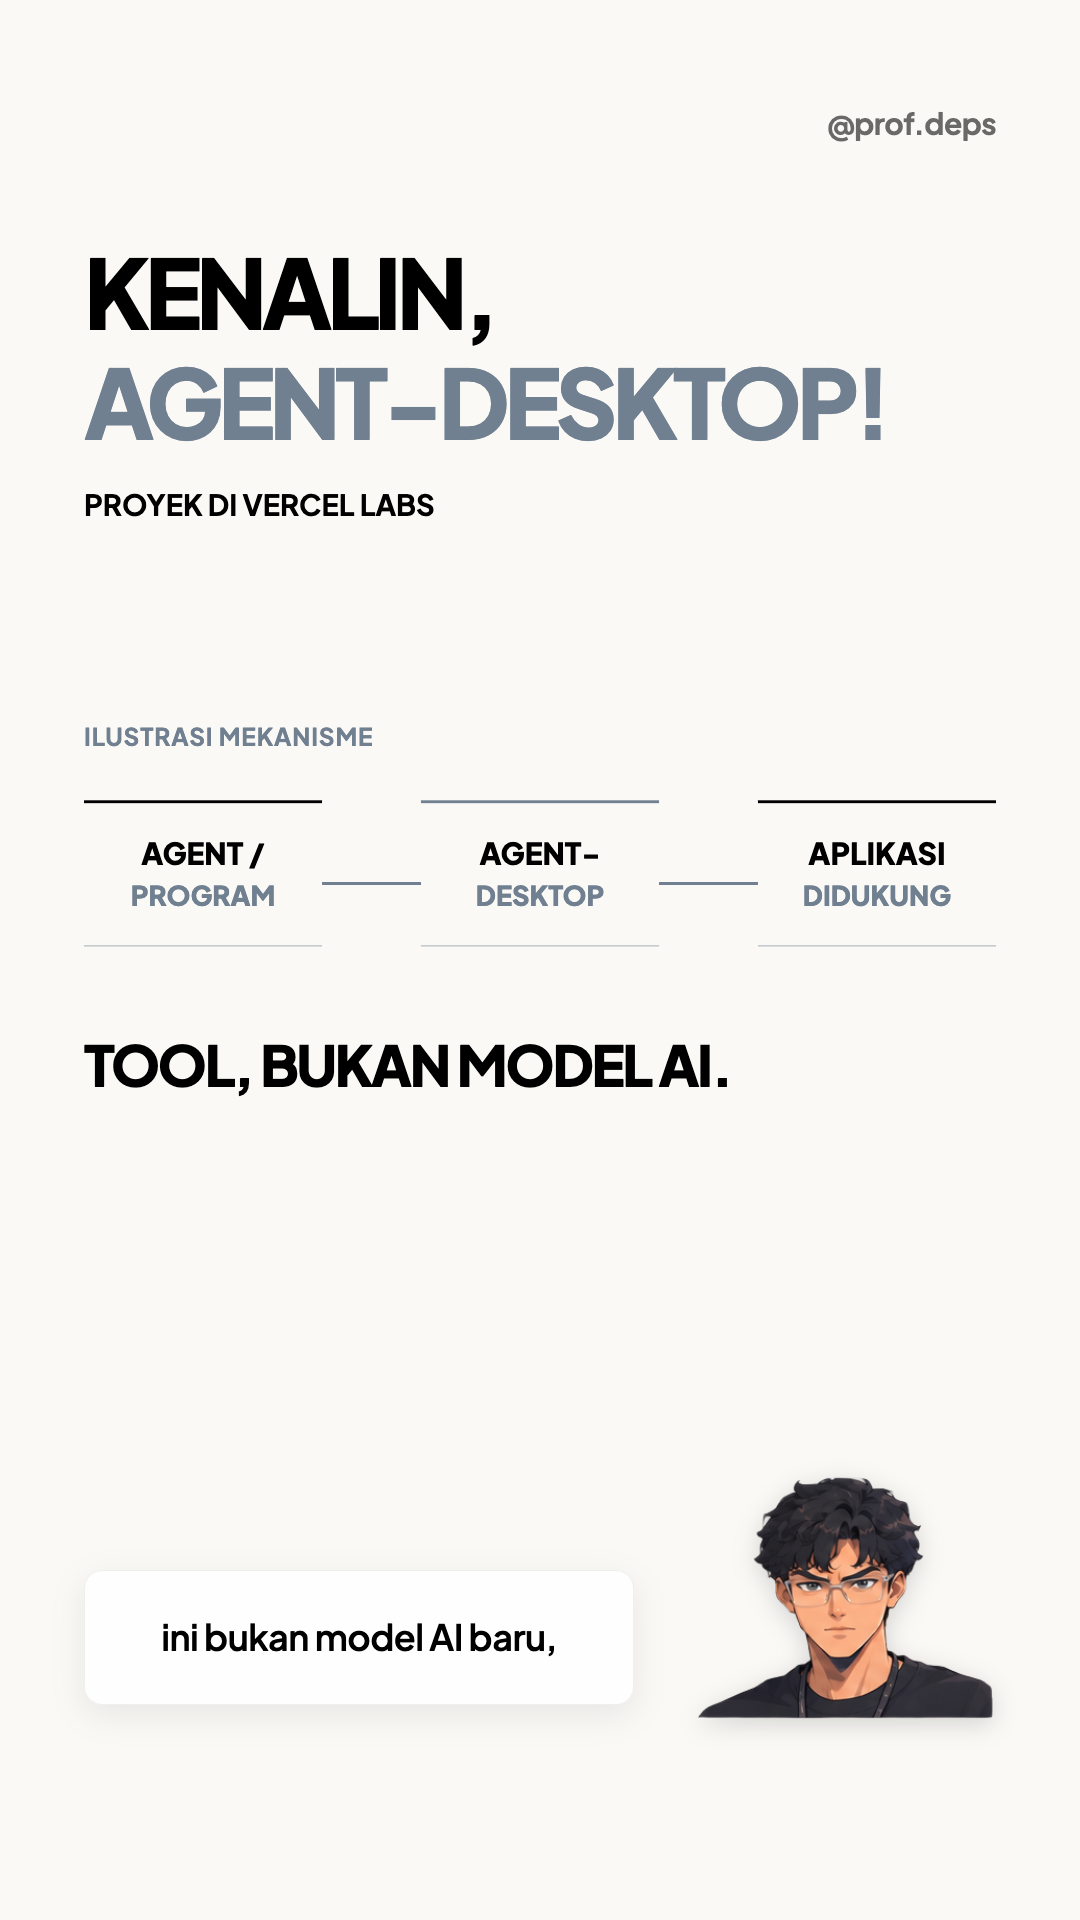 @prof.deps
KENALIN,
AGENT-DESKTOP!
PROYEK DI VERCEL LABS
ILUSTRASI MEKANISME
AGENT /
PROGRAM
AGENT-
DESKTOP
APLIKASI
DIDUKUNG
TOOL, BUKAN MODEL AI.
ini bukan model AI baru,